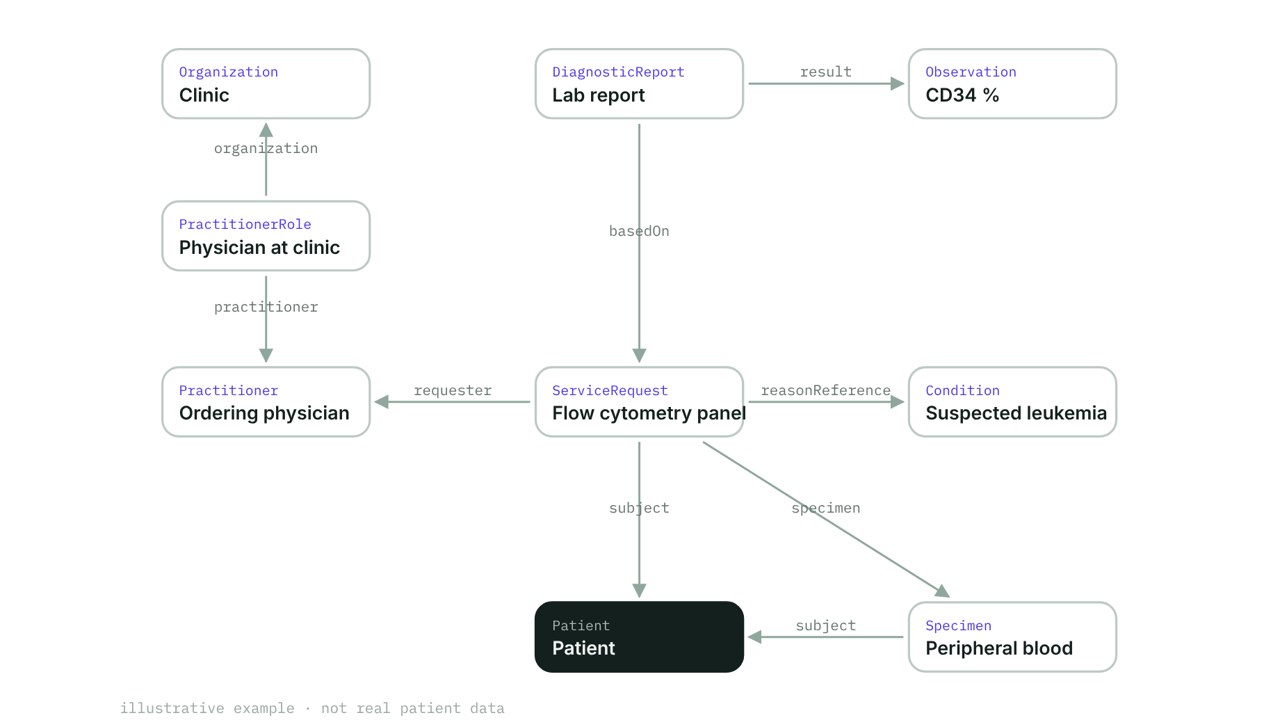 Organization
Clinic
DiagnosticReport
Lab report
result
Observation
CD34 %
organization
PractitionerRole
Physician at clinic
basedOn
practitioner
Practitioner
Ordering physician
requester
ServiceRequest
Flow cytometry panel
reasonReference
Condition
Suspected leukemia
subject
specimen
Patient
Patient
subject
Specimen
Peripheral blood
illustrative example · not real patient data